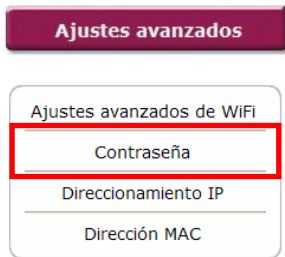 Ajustes avanzados
Ajustes avanzados de WiFi
Contraseña
Direccionamiento IP
Dirección MAC